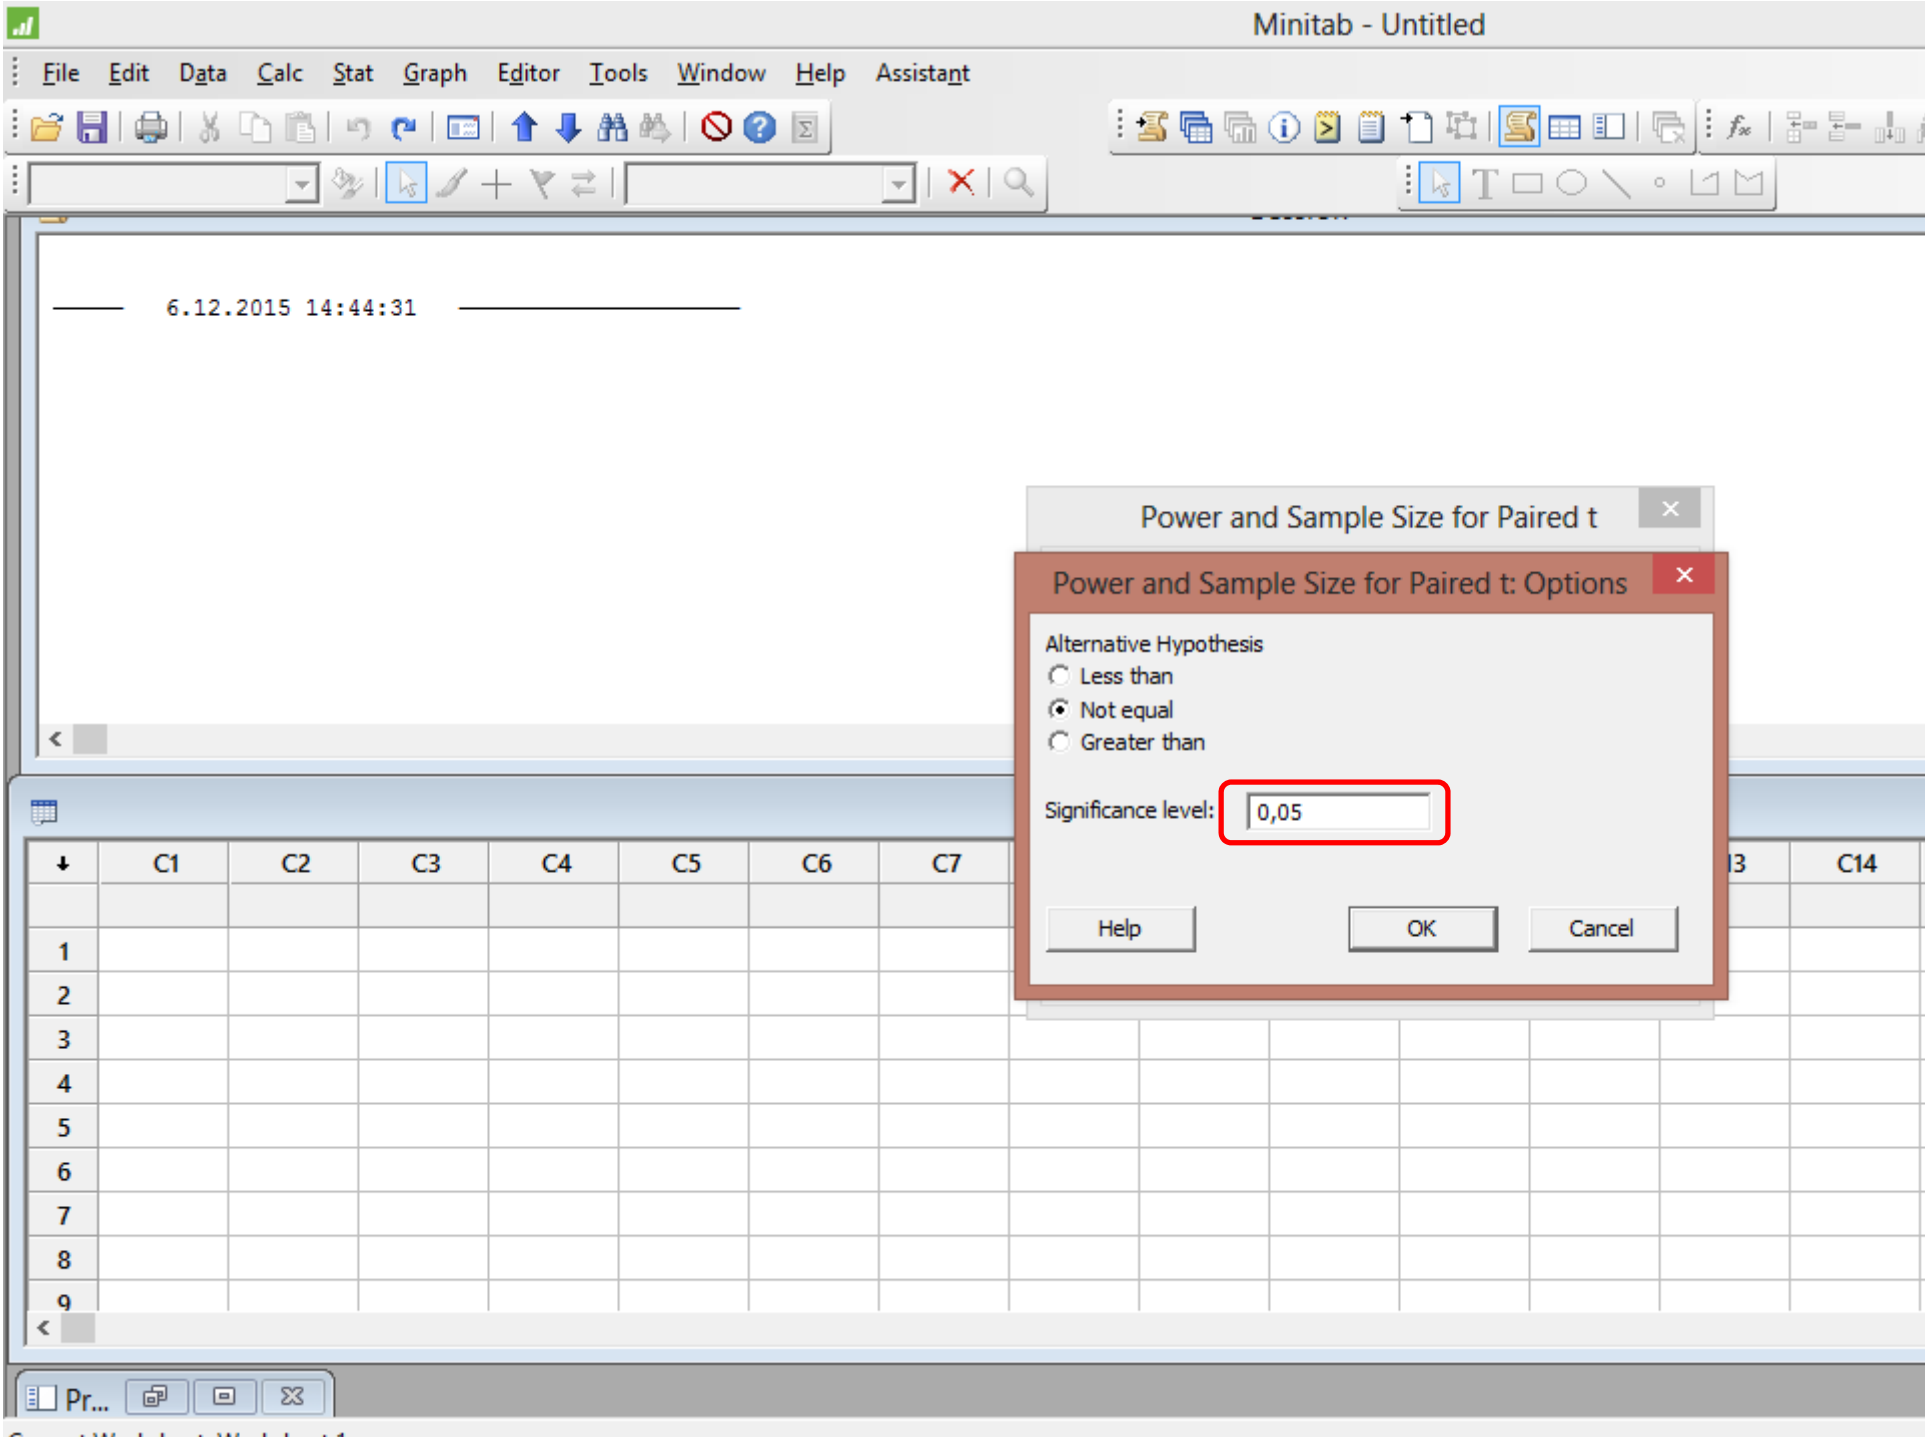 Minitab - Untitled
File Edit Data Calc Stat Graph Editor Tools Window Help Assistant
6.12.2015 14:44:31
Power and Sample Size for Paired t
Power and Sample Size for Paired t: Options
Alternative Hypothesis
Less than
Not equal
Greater than
Significance level: 0,05
Help OK Cancel
C1 C2 C3 C4 C5 C6 C7 C14
1
2
3
4
5
6
7
8
9
Pr...